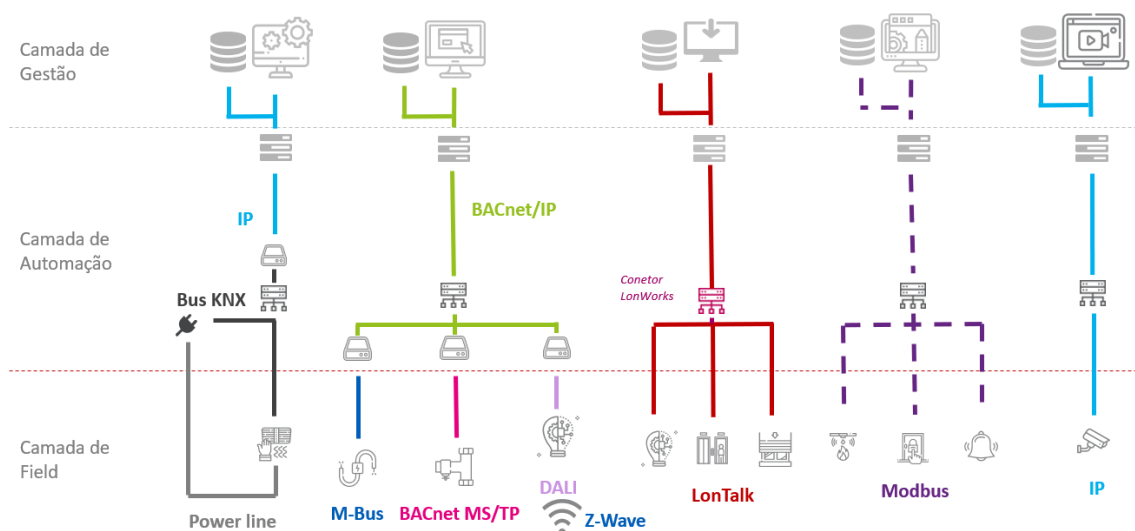 Camada de
Gestão
IP
BACnet/IP
Camada de
Automação
Conetor
LonWorks
Bus KNX
Camada de
Field
DALI
LonTalk
Modbus
IP
M-Bus
BACnet MS/TP
Z-Wave
Power line